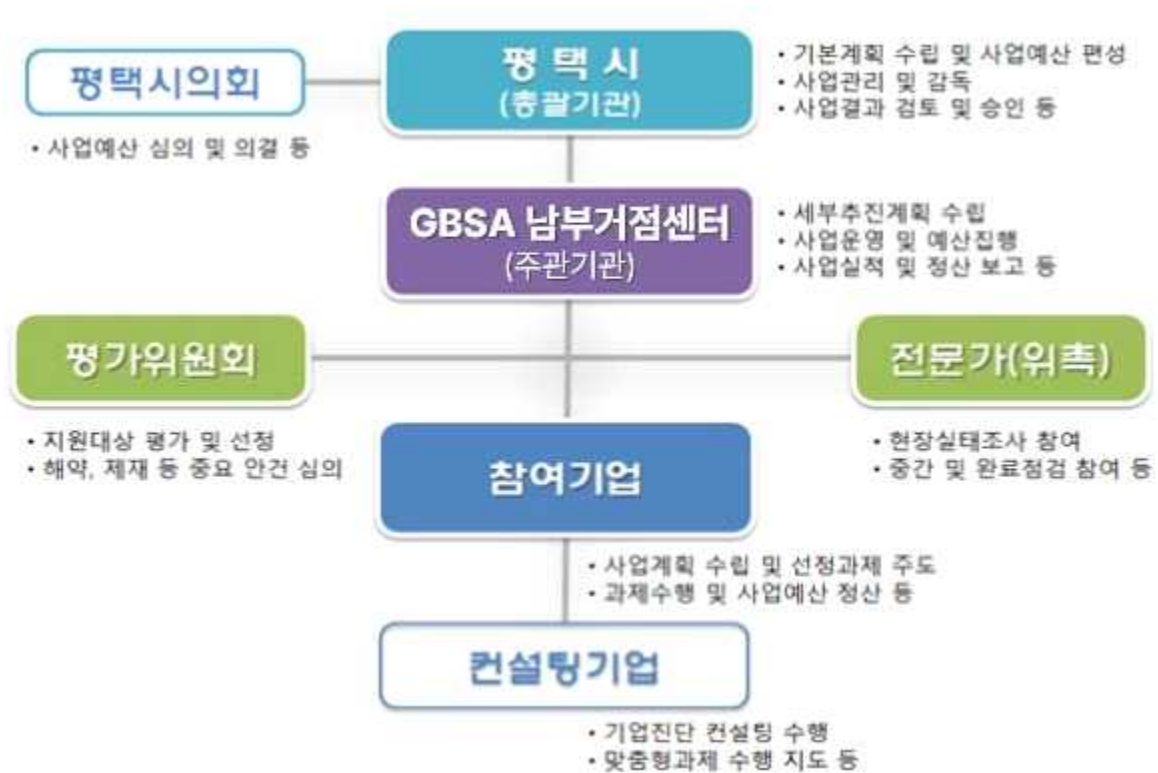 평택시의회
• 사업예산 심의 및 의결 등
평 택 시
(총괄기관)
• 기본계획 수립 및 사업예산 편성
• 사업관리 및 감독
• 사업결과 검토 및 승인 등
GBSA 남부거점센터
(주관기관)
• 세부추진계획 수립
• 사업운영 및 예산집행
• 사업실적 및 정산 보고 등
평가위원회
• 지원대상 평가 및 선정
• 해약, 제재 등 중요 안건 심의
전문가(위촉)
• 현장실태조사 참여
• 중간 및 완료점검 참여 등
참여기업
• 사업계획 수립 및 선정과제 주도
• 과제수행 및 사업예산 정산 등
컨설팅기업
• 기업진단 컨설팅 수행
• 맞춤형과제 수행 지도 등